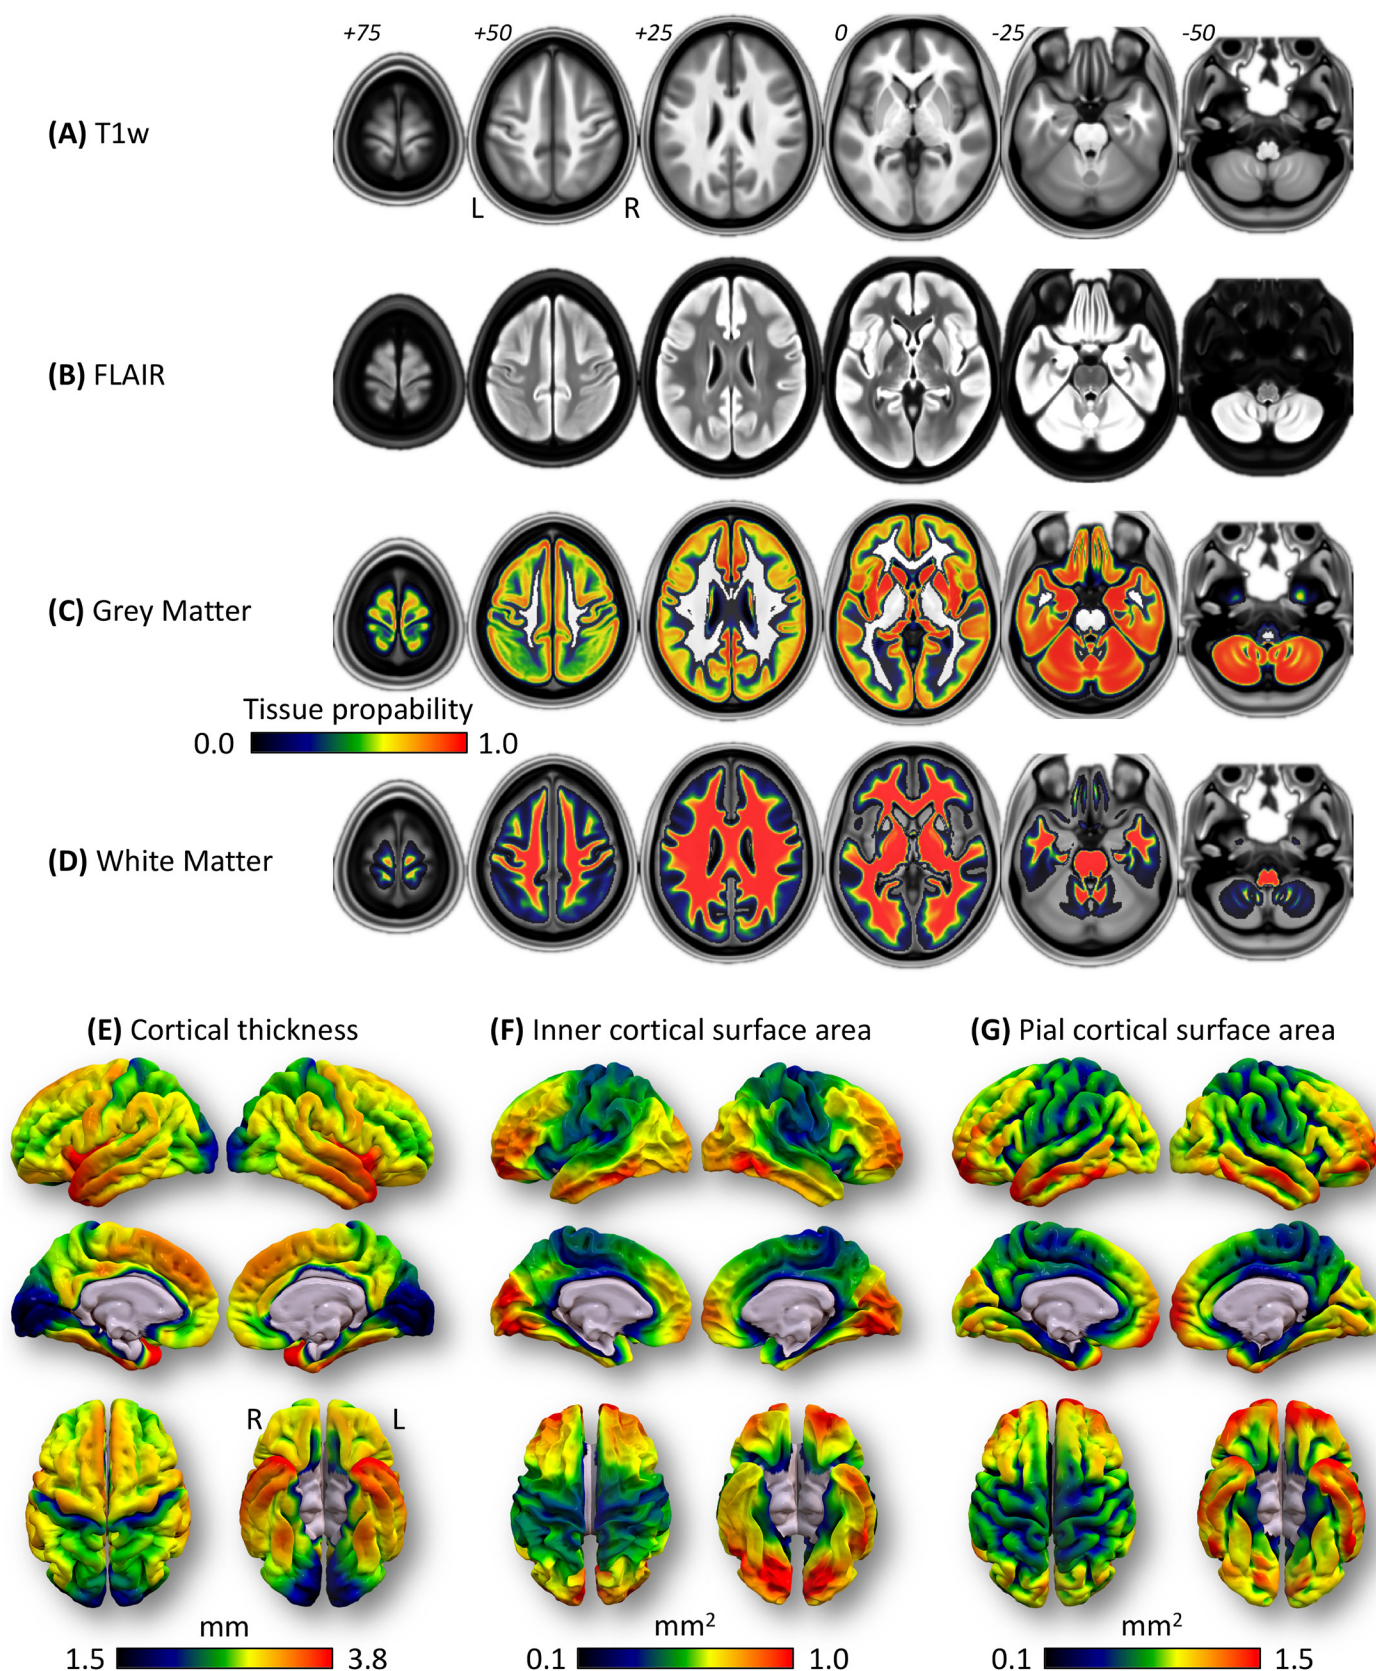 +75 +50 +25 0 -25 -50
(A) T1w
L R
(B) FLAIR
(C) Grey Matter
Tissue propability
0.0 1.0
(D) White Matter
(E) Cortical thickness (F) Inner cortical surface area (G) Pial cortical surface area
R L
mm mm² mm²
1.5 3.8 0.1 1.0 0.1 1.5